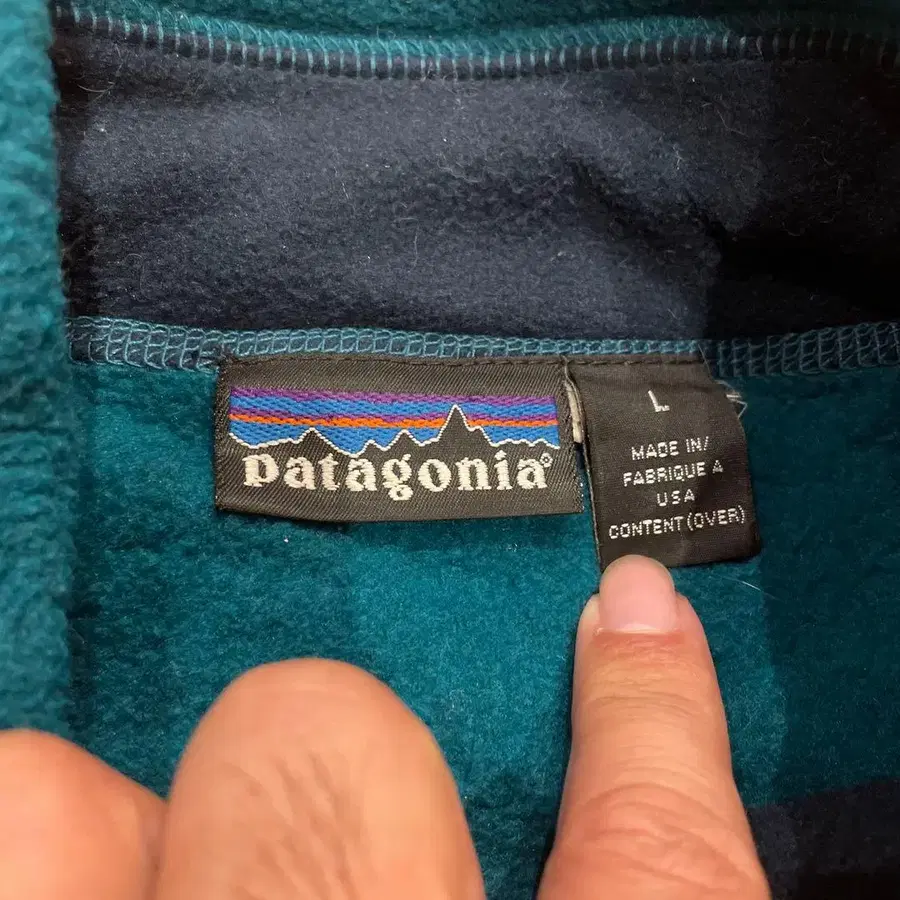 patagonia®
L
MADE IN/
FABRIQUE A
USA
CONTENT(OVER)